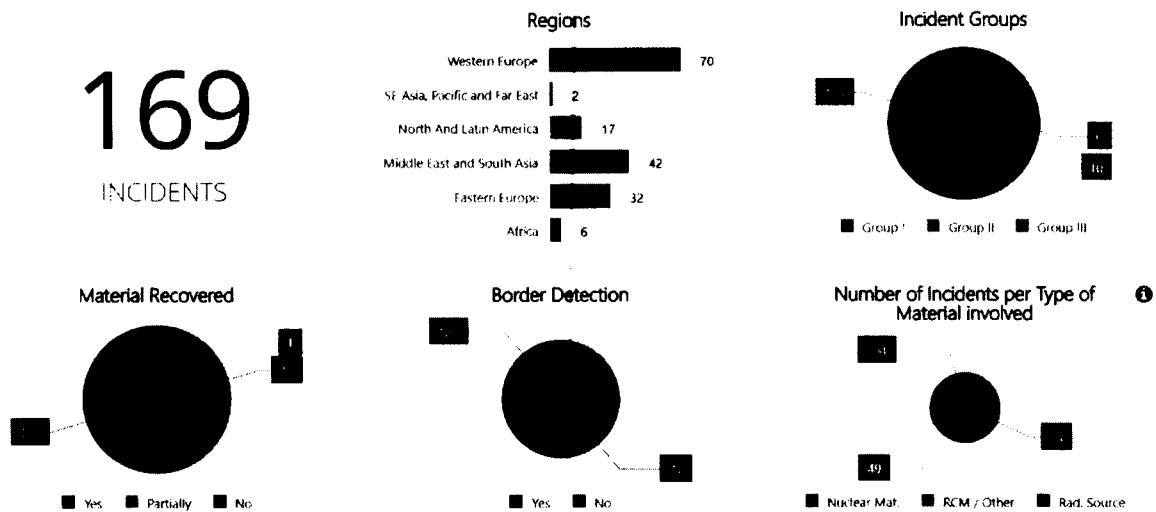 169
INCIDENTS
Regions
Western Europe 70
SE Asia, Pacific and Far East 2
North And Latin America 17
Middle East and South Asia 42
Eastern Europe 32
Africa 6
Incident Groups
10
Group I Group II Group III
Material Recovered
1
Yes Partially No
Border Detection
Yes No
Number of Incidents per Type of
Material involved
49
Nuclear Mat. RCM / Other Rad. Source